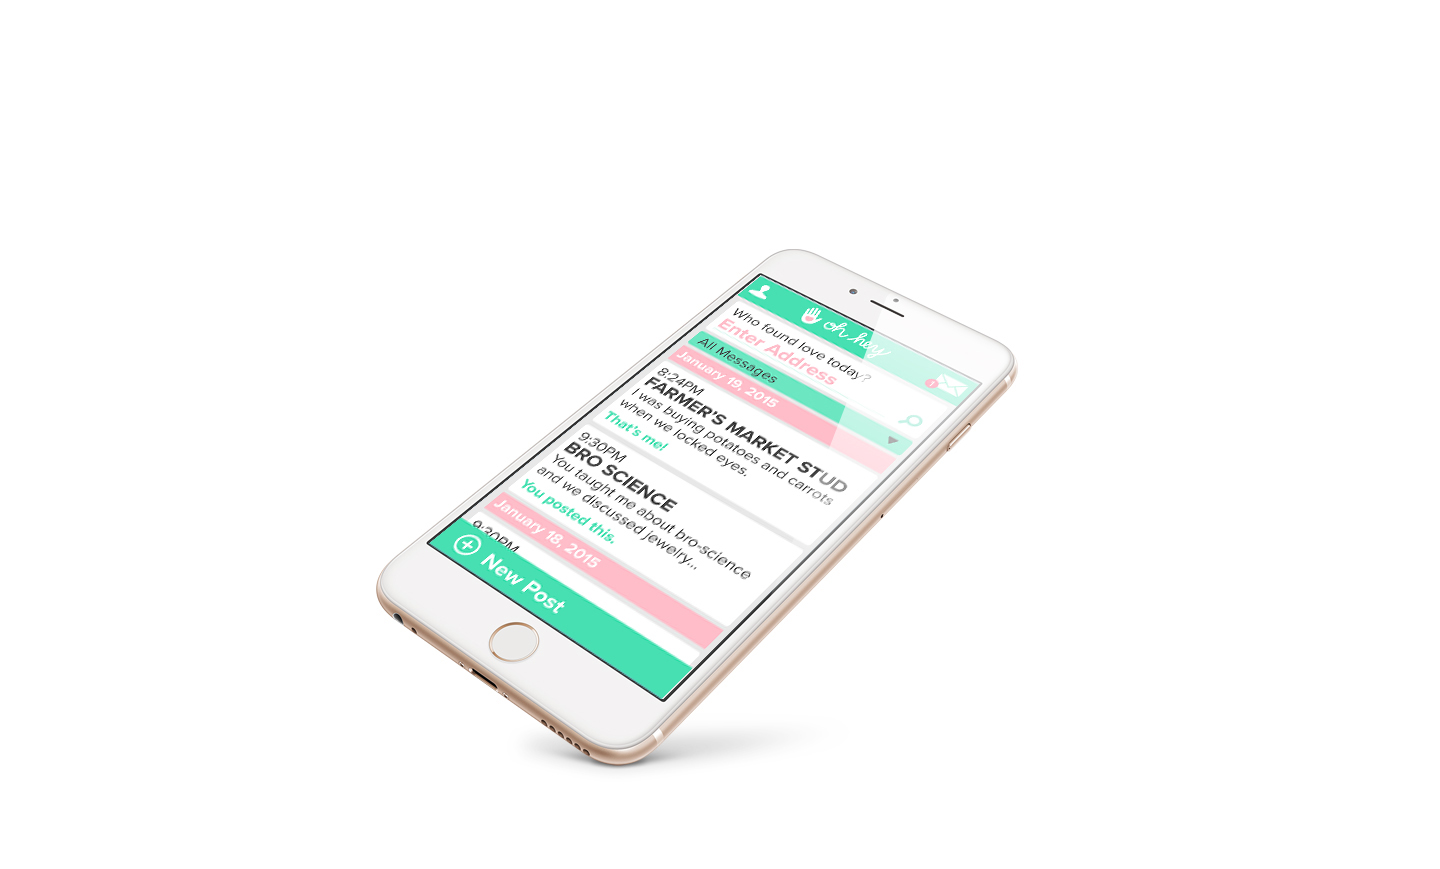 oh hey
1
Who found love today?
Enter Address
All Messages
January 19, 2015
8:24PM
FARMER'S MARKET STUD
I was buying potatoes and carrots
when we locked eyes.
That's me!
9:30PM
BRO SCIENCE
You taught me about bro-science
and we discussed jewelry...
You posted this.
January 18, 2015
9:30PM
New Post